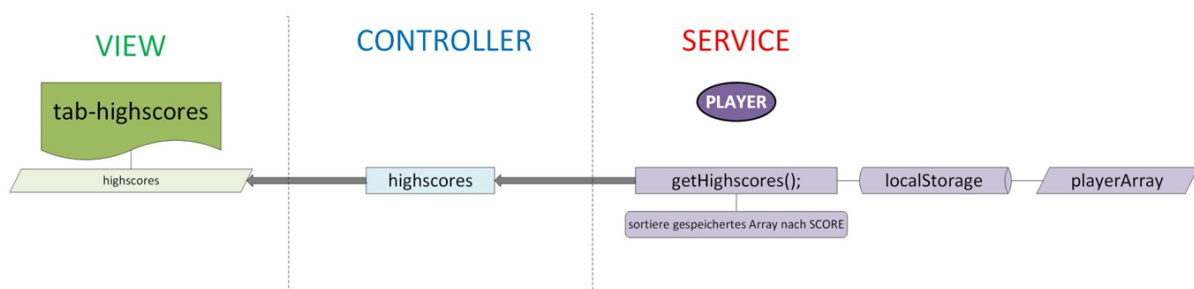 VIEW
CONTROLLER
SERVICE
tab-highscores
PLAYER
highscores
highscores
getHighscores();
localStorage
playerArray
sortiere gespeichertes Array nach SCORE